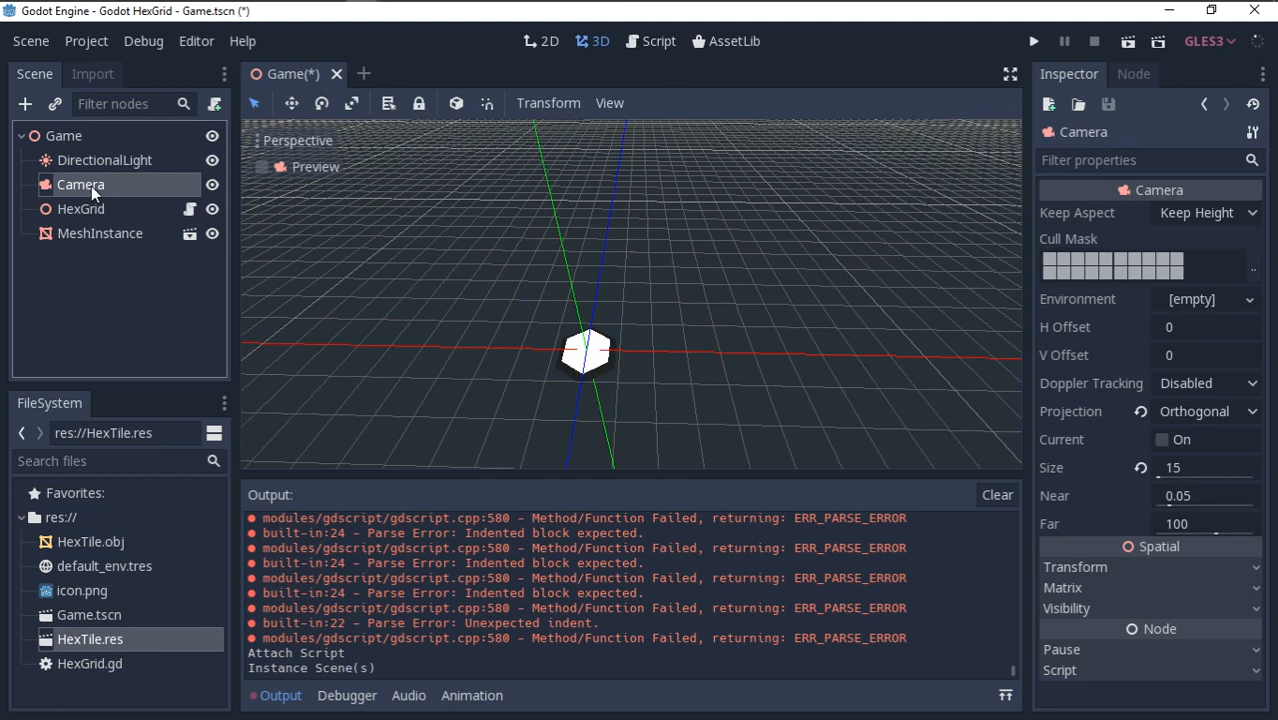 Godot Engine - Godot HexGrid - Game.tscn (*)
Scene Project Debug Editor Help
2D 3D Script AssetLib
GLES3
Scene Import
Filter nodes
Game
DirectionalLight
Camera
HexGrid
MeshInstance
FileSystem
res://HexTile.res
Search files
Favorites:
res://
HexTile.obj
default_env.tres
icon.png
Game.tscn
HexTile.res
HexGrid.gd
Game(*)
Transform View
Perspective
Preview
Output:
Clear
modules/gdscript/gdscript.cpp:580 - Method/Function Failed, returning: ERR_PARSE_ERROR
built-in:24 - Parse Error: Indented block expected.
modules/gdscript/gdscript.cpp:580 - Method/Function Failed, returning: ERR_PARSE_ERROR
built-in:24 - Parse Error: Indented block expected.
modules/gdscript/gdscript.cpp:580 - Method/Function Failed, returning: ERR_PARSE_ERROR
built-in:24 - Parse Error: Indented block expected.
modules/gdscript/gdscript.cpp:580 - Method/Function Failed, returning: ERR_PARSE_ERROR
built-in:22 - Parse Error: Unexpected indent.
modules/gdscript/gdscript.cpp:580 - Method/Function Failed, returning: ERR_PARSE_ERROR
Attach Script
Instance Scene(s)
Output Debugger Audio Animation
Inspector Node
Camera
Filter properties
Camera
Keep Aspect Keep Height
Cull Mask
..
Environment [empty]
H Offset 0
V Offset 0
Doppler Tracking Disabled
Projection Orthogonal
Current On
Size 15
Near 0.05
Far 100
Spatial
Transform
Matrix
Visibility
Node
Pause
Script